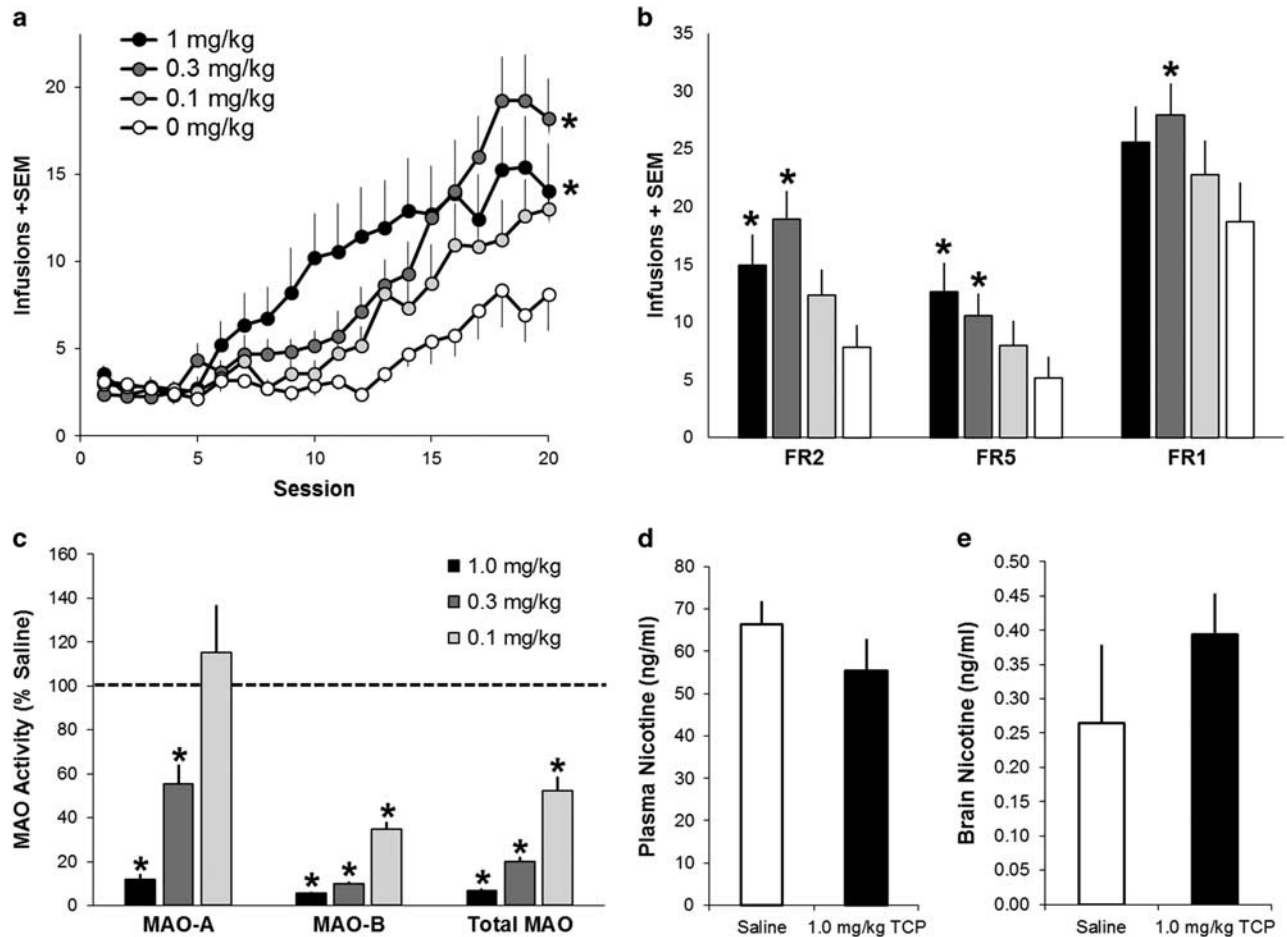 a
1 mg/kg
0.3 mg/kg
0.1 mg/kg
0 mg/kg
20
15
10
5
0
Infusions +SEM
0 5 10 15 20
Session
*
*
b
35
30
25
20
15
10
5
0
Infusions + SEM
* * * * *
FR2 FR5 FR1
c
160
140
120
100
80
60
40
20
0
MAO Activity (% Saline)
1.0 mg/kg
0.3 mg/kg
0.1 mg/kg
* * * * * * * *
MAO-A MAO-B Total MAO
d
80
70
60
50
40
30
20
10
0
Plasma Nicotine (ng/ml)
Saline 1.0 mg/kg TCP
e
0.50
0.45
0.40
0.35
0.30
0.25
0.20
0.15
0.10
0.05
0.00
Brain Nicotine (ng/ml)
Saline 1.0 mg/kg TCP